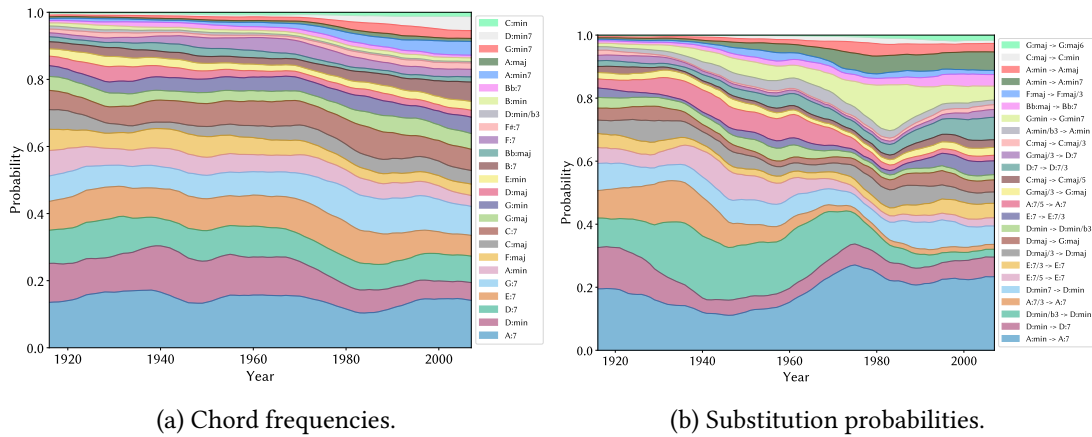 1.0
0.8
0.6
0.4
0.2
0.0
Probability
1920
1940
1960
1980
2000
Year
C:min
D:min7
G:min7
A:maj
A:min7
Bb:7
B:min
D:min/b3
F#:7
F:7
Bb:maj
B:7
E:min
D:maj
G:min
G:maj
C:7
C:maj
F:maj
A:min
G:7
E:7
D:7
D:min
A:7
(a) Chord frequencies.
1.0
0.8
0.6
0.4
0.2
0.0
Probability
1920
1940
1960
1980
2000
Year
G:maj -> G:maj6
C:maj -> C:min
A:min -> A:maj
A:min -> A:min7
F:maj -> F:maj/3
Bb:maj -> Bb:7
G:min -> G:min7
A:min/b3 -> A:min
C:maj -> C:maj/3
G:maj/3 -> D:7
D:7 -> D:7/3
C:maj -> C:maj/5
G:maj/3 -> G:maj
A:7/5 -> A:7
E:7 -> E:7/3
D:min -> D:min/b3
D:maj -> G:maj
D:maj/3 -> D:maj
E:7/3 -> E:7
E:7/5 -> E:7
D:min7 -> D:min
A:7/3 -> A:7
D:min/b3 -> D:min
D:min -> D:7
A:min -> A:7
(b) Substitution probabilities.